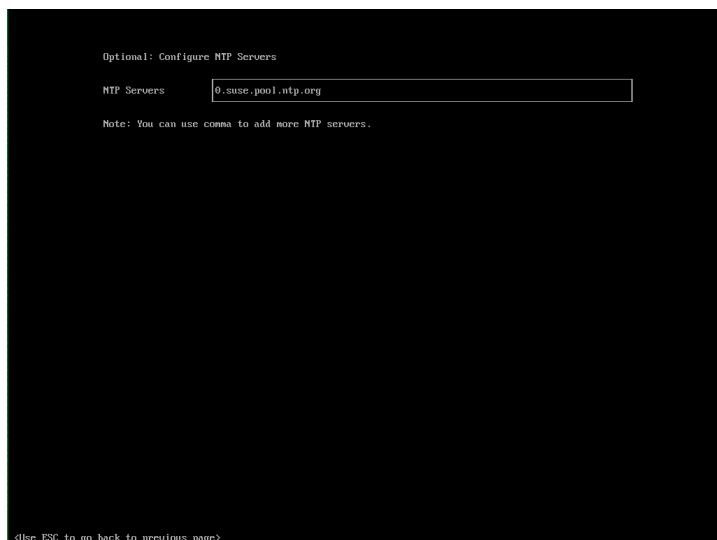 Optional: Configure NTP Servers
NTP Servers 0.suse.pool.ntp.org
Note: You can use comma to add more NTP servers.
<Use ESC to go back to previous page>